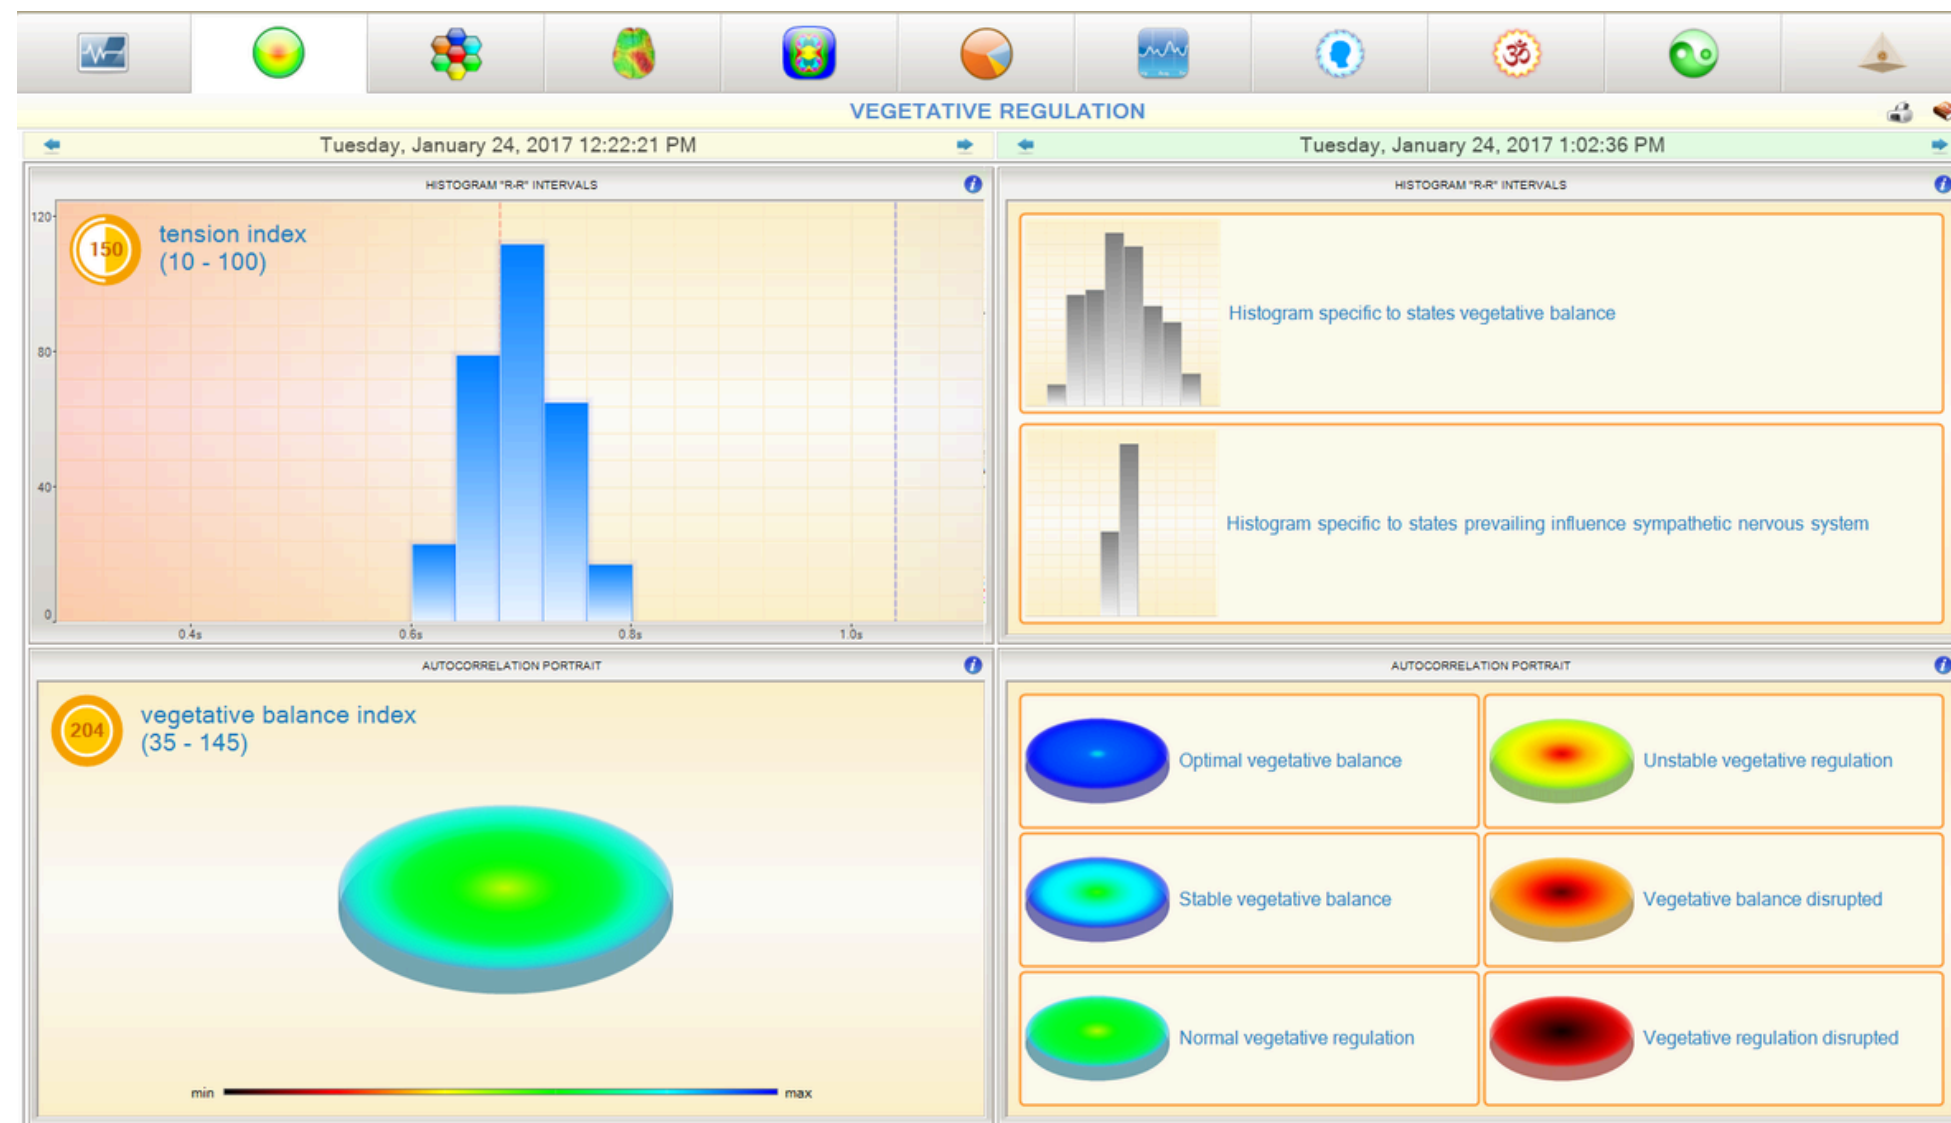 VEGETATIVE REGULATION
Tuesday, January 24, 2017 12:22:21 PM
Tuesday, January 24, 2017 1:02:36 PM
HISTOGRAM "R-R" INTERVALS
120
80
40
0
150
tension index
(10 - 100)
0.4s
0.6s
0.8s
1.0s
HISTOGRAM "R-R" INTERVALS
Histogram specific to states vegetative balance
Histogram specific to states prevailing influence sympathetic nervous system
AUTOCORRELATION PORTRAIT
204
vegetative balance index
(35 - 145)
min
max
AUTOCORRELATION PORTRAIT
Optimal vegetative balance
Unstable vegetative regulation
Stable vegetative balance
Vegetative balance disrupted
Normal vegetative regulation
Vegetative regulation disrupted